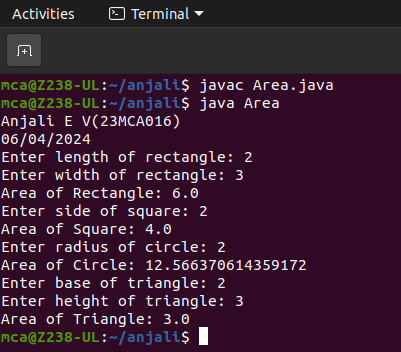 Activities Terminal
mca@Z238-UL:~/anjali$ javac Area.java
mca@Z238-UL:~/anjali$ java Area
Anjali E V(23MCA016)
06/04/2024
Enter length of rectangle: 2
Enter width of rectangle: 3
Area of Rectangle: 6.0
Enter side of square: 2
Area of Square: 4.0
Enter radius of circle: 2
Area of Circle: 12.566370614359172
Enter base of triangle: 2
Enter height of triangle: 3
Area of Triangle: 3.0
mca@Z238-UL:~/anjali$